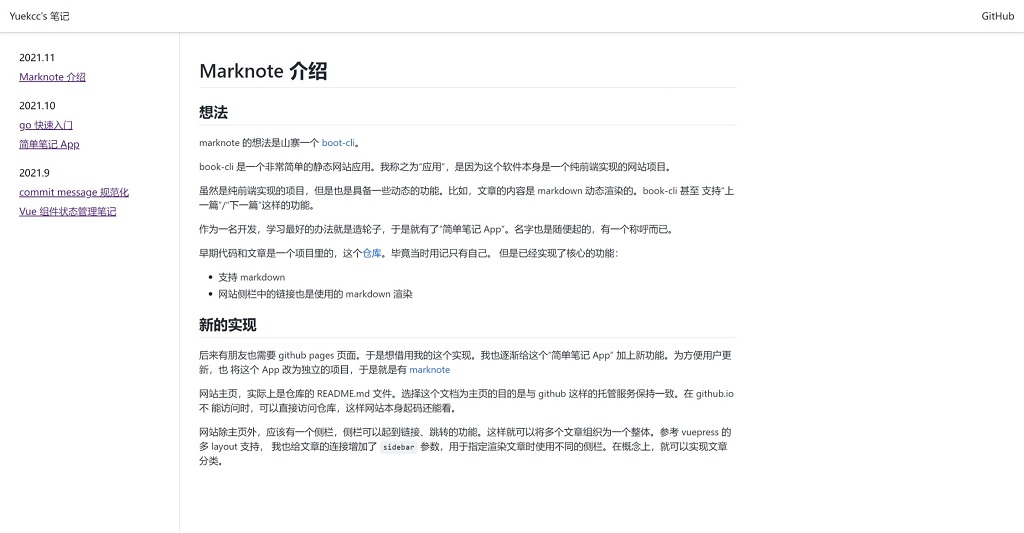 Yuekcc's 笔记
GitHub
2021.11
Marknote 介绍
2021.10
go 快速入门
简单笔记 App
2021.9
commit message 规范化
Vue 组件状态管理笔记
Marknote 介绍
想法
marknote 的想法是山寨一个 boot-cli。
book-cli 是一个非常简单的静态网站应用。我称之为“应用”，是因为这个软件本身是一个纯前端实现的网站项目。
虽然是纯前端实现的项目，但是也是具备一些动态的功能。比如，文章的内容是 markdown 动态渲染的。book-cli 甚至 支持“上
一篇”/“下一篇”这样的功能。
作为一名开发，学习最好的办法就是造轮子，于是就有了“简单笔记 App”。名字也是随便起的，有一个称呼而已。
早期代码和文章是一个项目里的，这个仓库。毕竟当时用记只有自己。 但是已经实现了核心的功能：
• 支持 markdown
• 网站侧栏中的链接也是使用的 markdown 渲染
新的实现
后来有朋友也需要 github pages 页面。于是想借用我的这个实现。我也逐渐给这个“简单笔记 App” 加上新功能。为方便用户更
新，也 将这个 App 改为独立的项目，于是就是有 marknote
网站主页，实际上是仓库的 README.md 文件。选择这个文档为主页的目的是与 github 这样的托管服务保持一致。在 github.io
不 能访问时，可以直接访问仓库，这样网站本身起码还能看。
网站除主页外，应该有一个侧栏，侧栏可以起到链接、跳转的功能。这样就可以将多个文章组织为一个整体。参考 vuepress 的
多 layout 支持， 我也给文章的连接增加了 sidebar 参数，用于指定渲染文章时使用不同的侧栏。在概念上，就可以实现文章
分类。